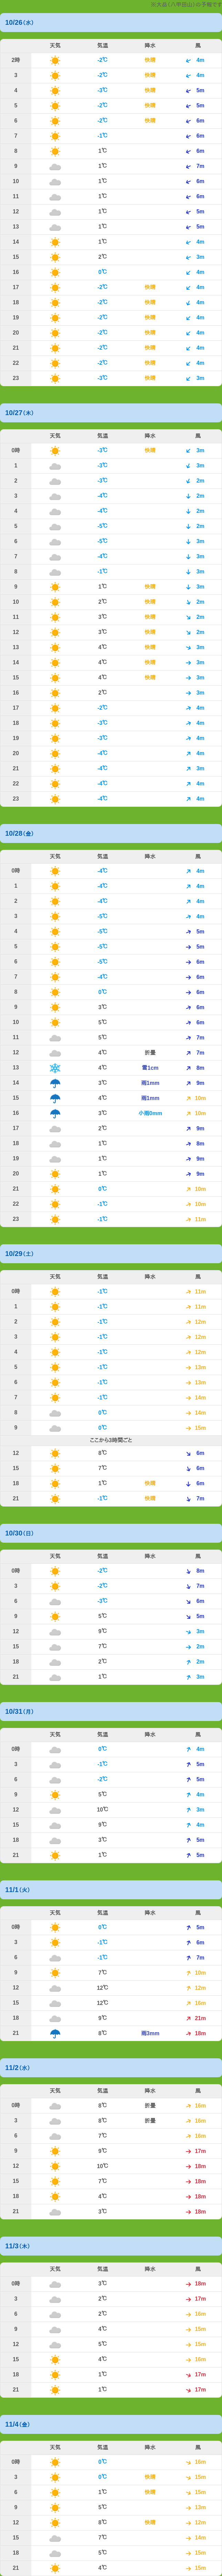 ※大岳(八甲田山)の予報です
10/26(水)
天気 気温 降水 風
2時 -2℃ 快晴 4m
3 -2℃ 快晴 4m
4 -3℃ 快晴 5m
5 -2℃ 快晴 5m
6 -2℃ 快晴 6m
7 -1℃ 6m
8 1℃ 6m
9 1℃ 7m
10 1℃ 6m
11 1℃ 6m
12 1℃ 5m
13 1℃ 5m
14 1℃ 4m
15 2℃ 3m
16 0℃ 4m
17 -2℃ 快晴 4m
18 -2℃ 快晴 4m
19 -2℃ 快晴 4m
20 -2℃ 快晴 4m
21 -2℃ 快晴 4m
22 -2℃ 快晴 4m
23 -3℃ 快晴 3m
10/27(木)
天気 気温 降水 風
0時 -3℃ 快晴 3m
1 -3℃ 3m
2 -3℃ 2m
3 -4℃ 2m
4 -4℃ 2m
5 -5℃ 2m
6 -5℃ 3m
7 -4℃ 3m
8 -1℃ 3m
9 1℃ 快晴 3m
10 2℃ 快晴 2m
11 3℃ 快晴 2m
12 3℃ 快晴 2m
13 4℃ 快晴 3m
14 4℃ 快晴 3m
15 4℃ 快晴 3m
16 2℃ 3m
17 -2℃ 4m
18 -3℃ 4m
19 -3℃ 4m
20 -4℃ 4m
21 -4℃ 3m
22 -4℃ 4m
23 -4℃ 4m
10/28(金)
天気 気温 降水 風
0時 -4℃ 4m
1 -4℃ 4m
2 -4℃ 4m
3 -5℃ 4m
4 -5℃ 5m
5 -5℃ 5m
6 -5℃ 6m
7 -4℃ 6m
8 0℃ 6m
9 3℃ 6m
10 5℃ 6m
11 5℃ 7m
12 4℃ 折畳 7m
13 4℃ 雪1cm 8m
14 3℃ 雨1mm 9m
15 4℃ 雨1mm 10m
16 3℃ 小雨0mm 10m
17 2℃ 9m
18 1℃ 8m
19 1℃ 9m
20 1℃ 9m
21 0℃ 10m
22 -1℃ 10m
23 -1℃ 11m
10/29(土)
天気 気温 降水 風
0時 -1℃ 11m
1 -1℃ 11m
2 -1℃ 12m
3 -1℃ 12m
4 -1℃ 12m
5 -1℃ 13m
6 -1℃ 13m
7 -1℃ 14m
8 0℃ 14m
9 0℃ 15m
ここから3時間ごと
12 8℃ 6m
15 7℃ 6m
18 1℃ 快晴 6m
21 -1℃ 快晴 7m
10/30(日)
天気 気温 降水 風
0時 -2℃ 8m
3 -2℃ 7m
6 -3℃ 6m
9 5℃ 5m
12 9℃ 3m
15 7℃ 2m
18 2℃ 2m
21 1℃ 3m
10/31(月)
天気 気温 降水 風
0時 0℃ 4m
3 -1℃ 5m
6 -2℃ 5m
9 5℃ 4m
12 10℃ 3m
15 9℃ 4m
18 3℃ 5m
21 1℃ 5m
11/1(火)
天気 気温 降水 風
0時 0℃ 5m
3 -1℃ 6m
6 -1℃ 7m
9 7℃ 10m
12 12℃ 12m
15 12℃ 16m
18 9℃ 21m
21 8℃ 雨3mm 18m
11/2(水)
天気 気温 降水 風
0時 8℃ 折畳 16m
3 8℃ 折畳 16m
6 7℃ 16m
9 9℃ 17m
12 10℃ 18m
15 7℃ 18m
18 4℃ 18m
21 3℃ 18m
11/3(木)
天気 気温 降水 風
0時 3℃ 18m
3 2℃ 17m
6 2℃ 16m
9 4℃ 15m
12 5℃ 15m
15 4℃ 16m
18 1℃ 17m
21 1℃ 17m
11/4(金)
天気 気温 降水 風
0時 0℃ 16m
3 0℃ 快晴 15m
6 1℃ 快晴 15m
9 5℃ 13m
12 8℃ 快晴 12m
15 7℃ 14m
18 5℃ 15m
21 4℃ 15m